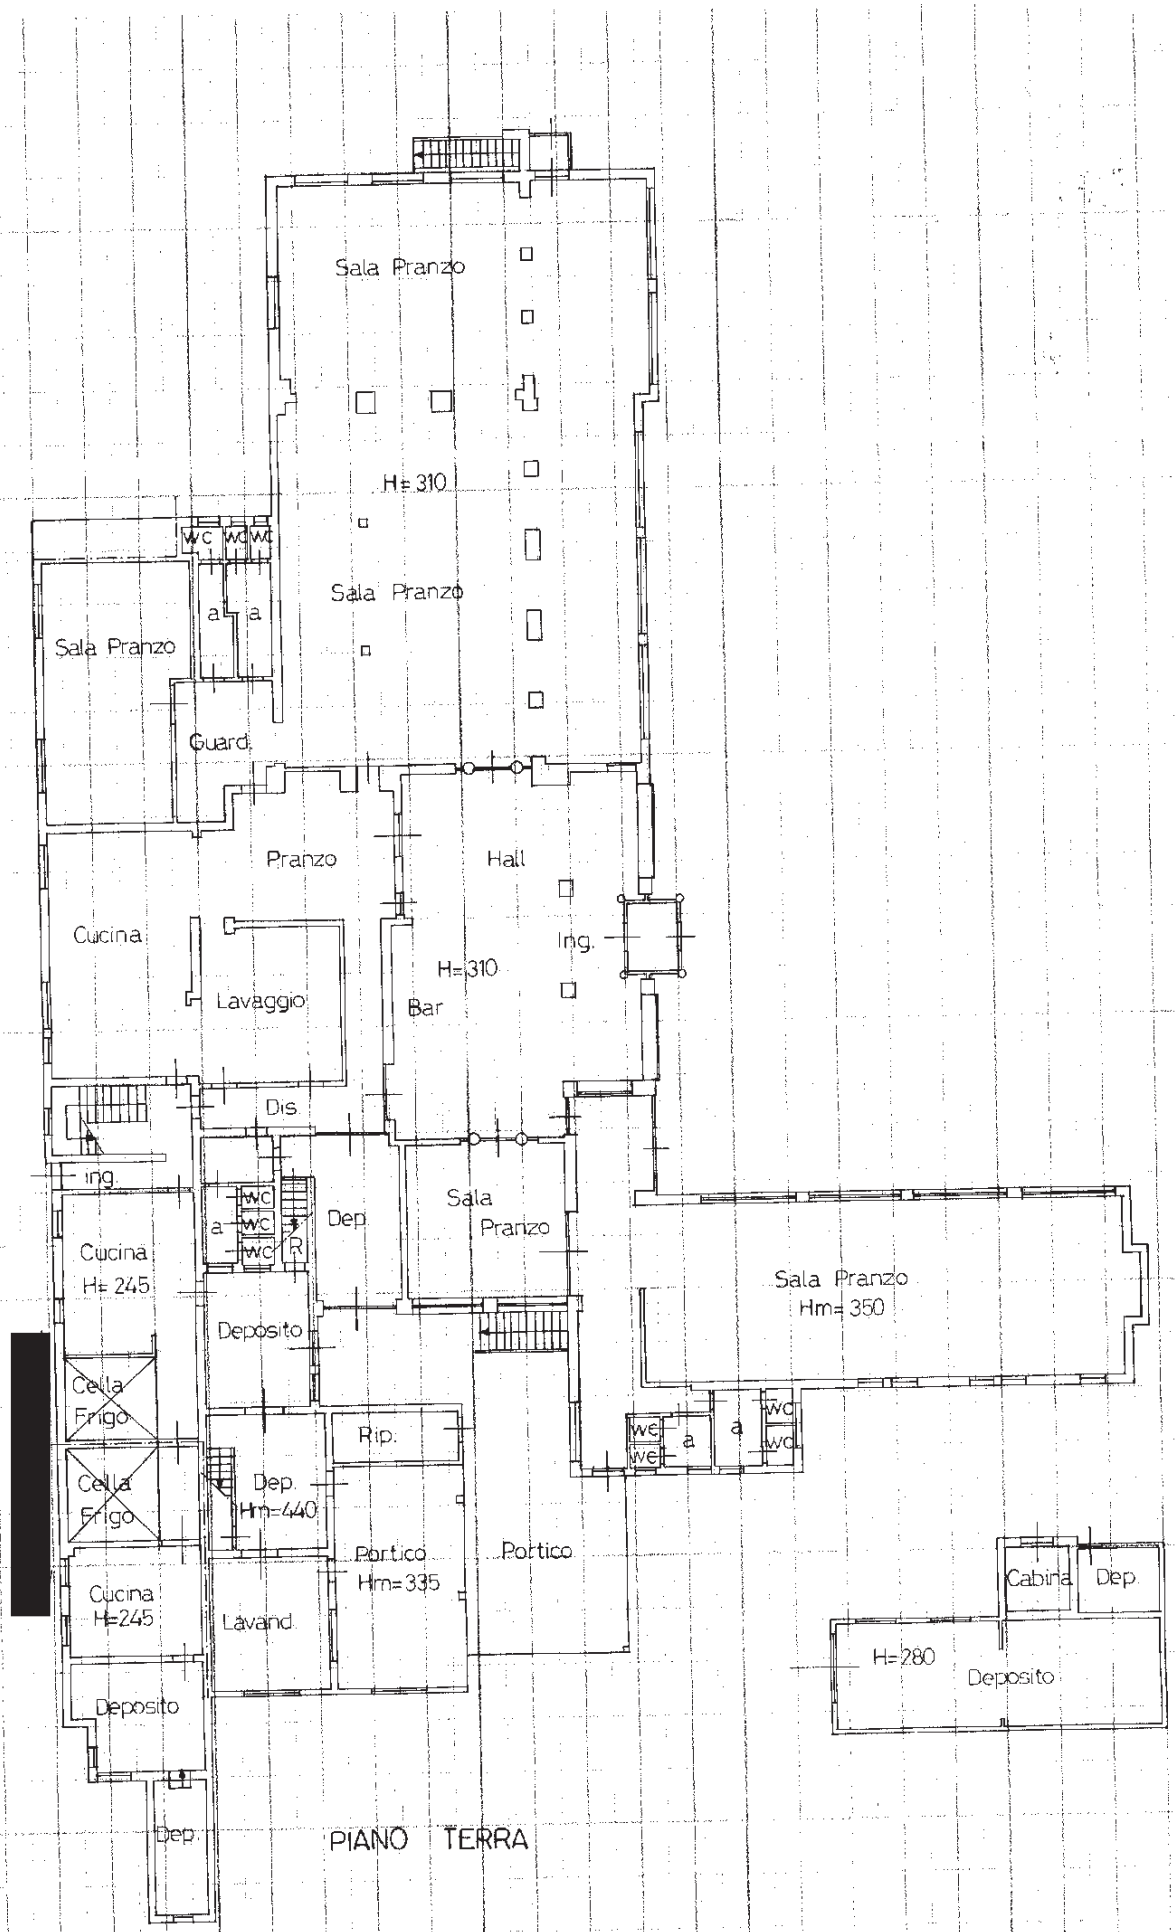 Sala Pranzo
H=310
wc wc wc
Sala Pranzo
a a
Sala Pranzo
Guard.
Pranzo
Hall
Cucina
Ing.
H=310
Lavaggio
Bar
Dis.
ing.
wc
Sala
Pranzo
a
wc
Dep.
wc
R
Cucina
H=245
Sala Pranzo
Hm=350
Deposito
Cella
Frigo
wc
a
wc
a
wc
wc
Rip.
Cella
Frigo
Dep.
Hm=440
Portico
Hm=335
Portico
Cucina
H=245
Lavand.
Cabina
Dep.
H=280
Deposito
Deposito
Dep.
PIANO TERRA